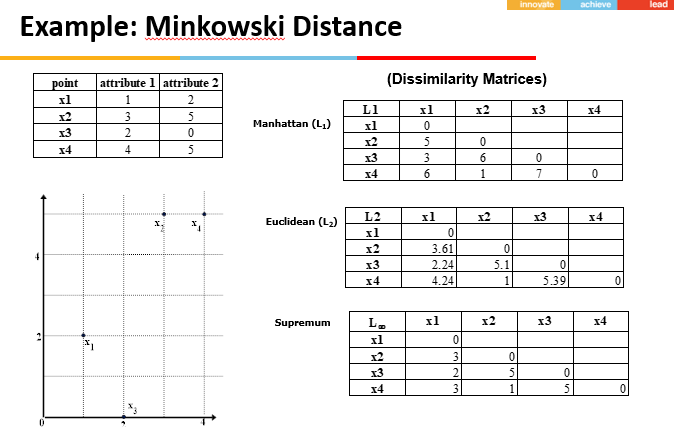 innovate achieve lead
Example: Minkowski Distance
(Dissimilarity Matrices)
point attribute 1 attribute 2
x1 1 2
x2 3 5
x3 2 0
x4 4 5
Manhattan (L1)
L1 x1 x2 x3 x4
x1 0
x2 5 0
x3 3 6 0
x4 6 1 7 0
Euclidean (L2)
L2 x1 x2 x3 x4
x1 0
x2 3.61 0
x3 2.24 5.1 0
x4 4.24 1 5.39 0
Supremum
L∞ x1 x2 x3 x4
x1 0
x2 3 0
x3 2 5 0
x4 3 1 5 0
x2 x4
4
2
x1
x3
0 2 4